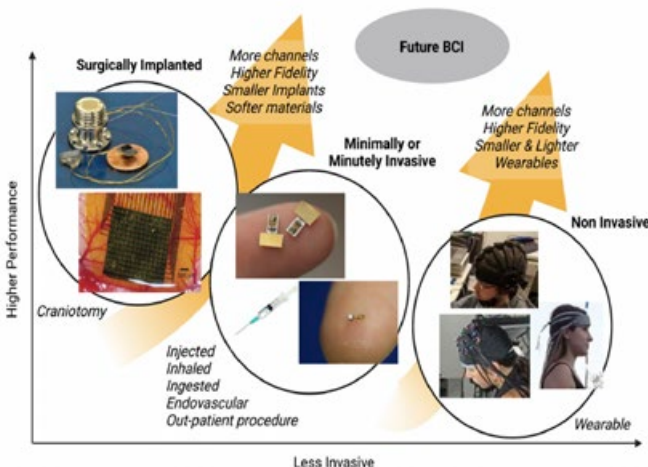 Future BCI
Surgically Implanted
More channels
Higher Fidelity
Smaller Implants
Softer materials
More channels
Higher Fidelity
Smaller & Lighter
Wearables
Minimally or
Minutely Invasive
Non Invasive
Higher Performance
Craniotomy
Injected
Inhaled
Ingested
Endovascular
Out-patient procedure
Wearable
Less Invasive